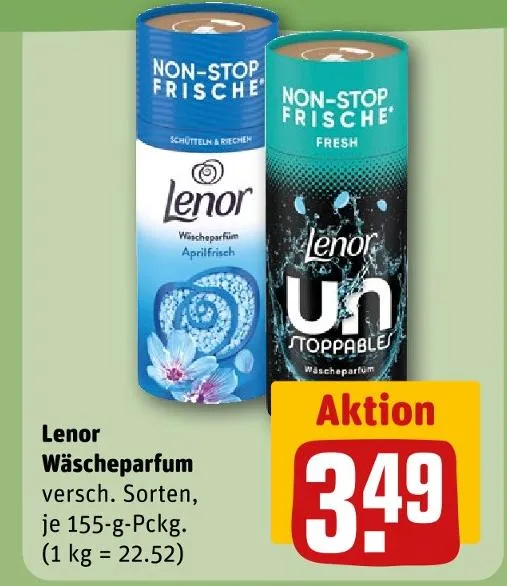 NON-STOP
FRISCHE*
SCHÜTTELN & RIECHEN
Lenor
Wäscheparfüm
Aprilfrisch
NON-STOP
FRISCHE*
FRESH
Lenor
un
STOPPABLES
Wäscheparfüm
Aktion
3.49
Lenor
Wäscheparfum
versch. Sorten,
je 155-g-Pckg.
(1 kg = 22.52)